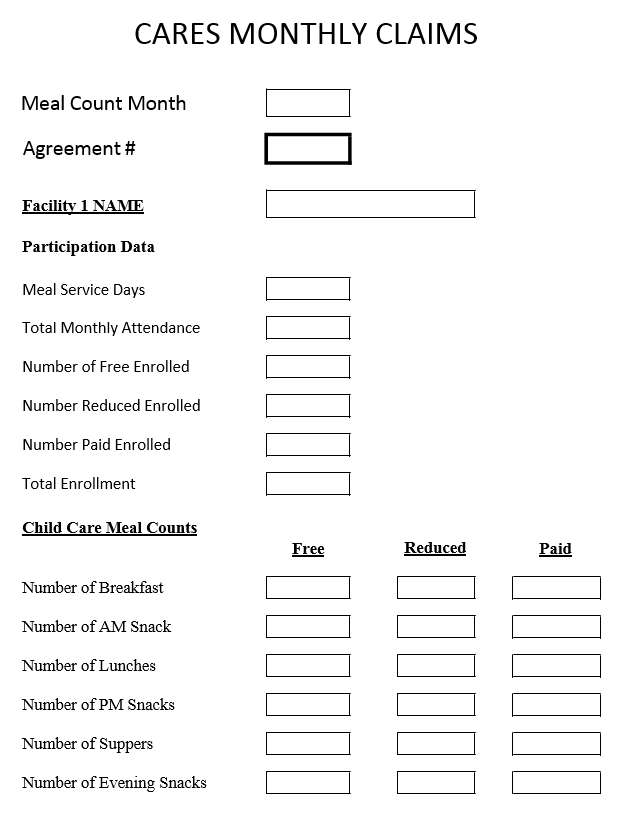 CARES MONTHLY CLAIMS
Meal Count Month
Agreement #
Facility 1 NAME
Participation Data
Meal Service Days
Total Monthly Attendance
Number of Free Enrolled
Number Reduced Enrolled
Number Paid Enrolled
Total Enrollment
Child Care Meal Counts
Free Reduced Paid
Number of Breakfast
Number of AM Snack
Number of Lunches
Number of PM Snacks
Number of Suppers
Number of Evening Snacks